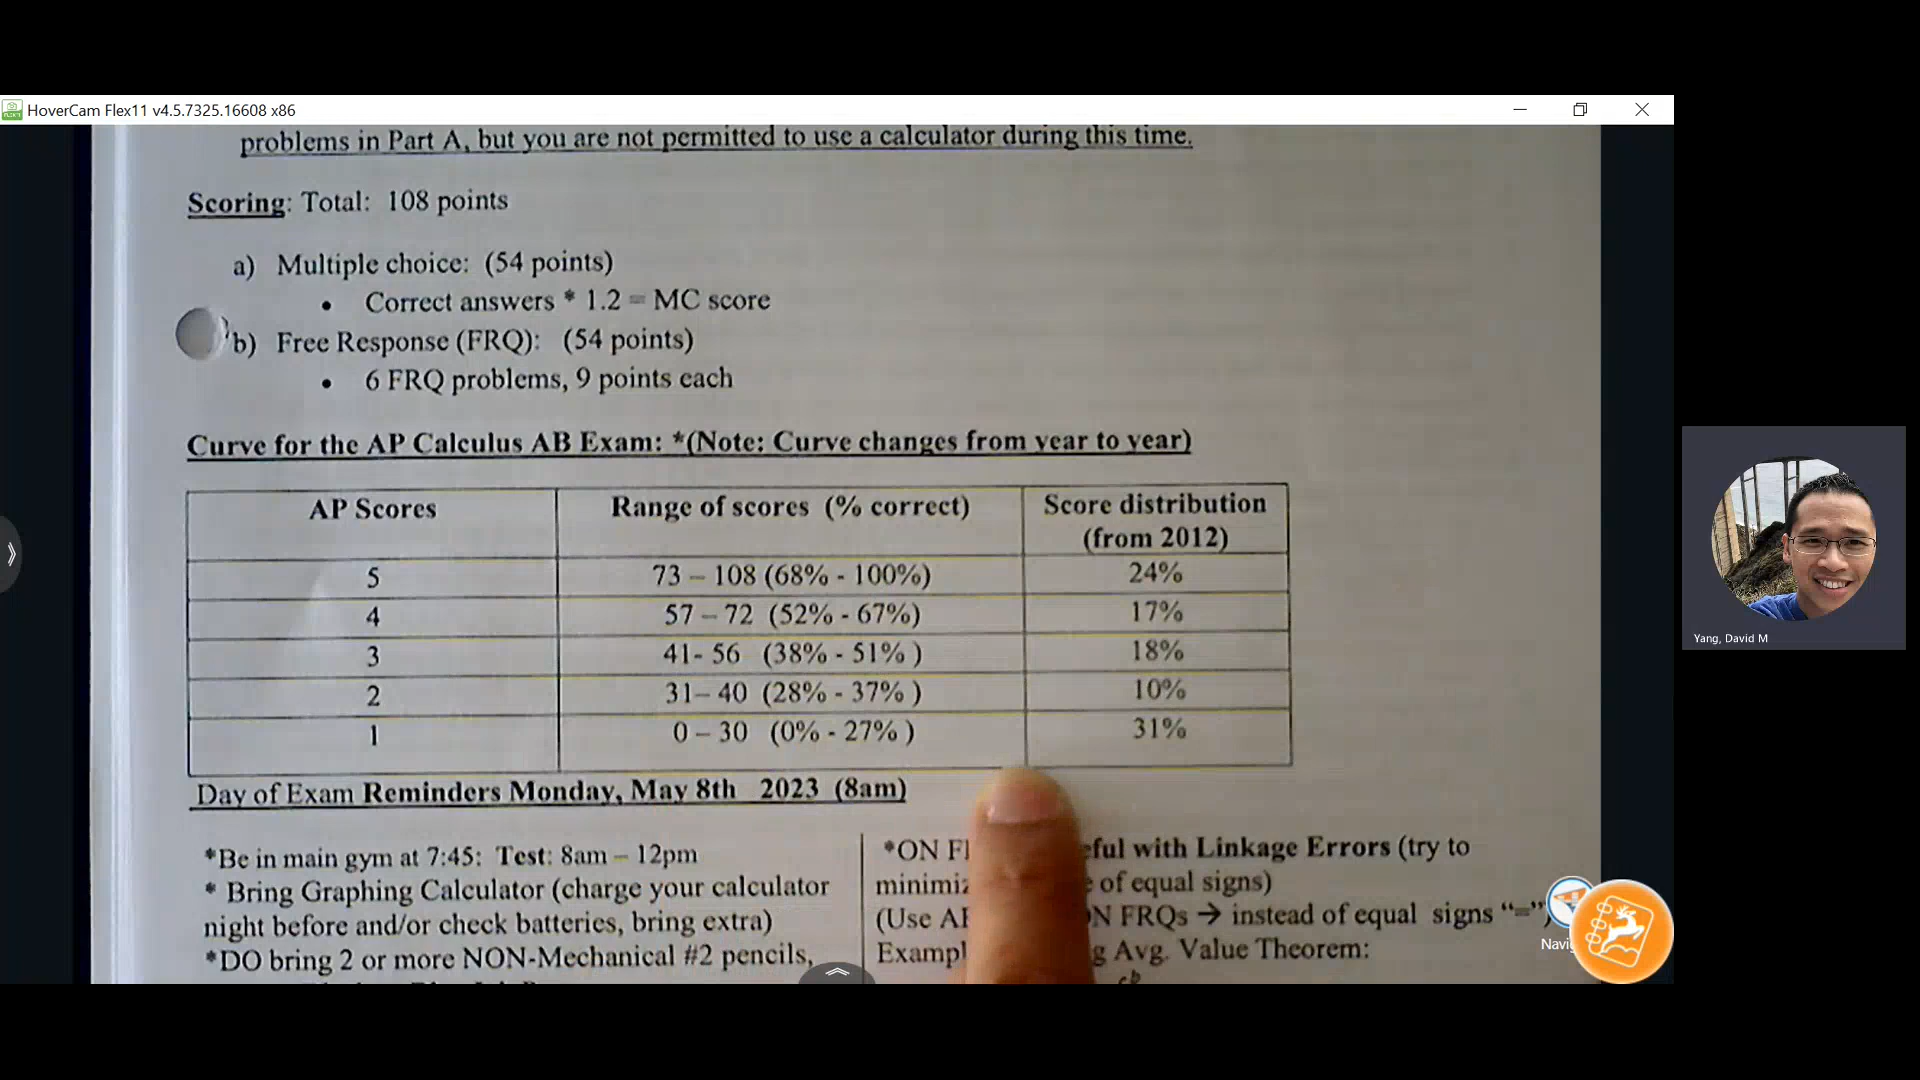 HoverCam Flex11 v4.5.7325.16608 x86
problems in Part A, but you are not permitted to use a calculator during this time.
Scoring: Total: 108 points
a) Multiple choice: (54 points)
• Correct answers * 1.2 = MC score
b) Free Response (FRQ): (54 points)
• 6 FRQ problems, 9 points each
Curve for the AP Calculus AB Exam: *(Note: Curve changes from year to year)
AP Scores Range of scores (% correct) Score distribution
(from 2012)
5 73 – 108 (68% - 100%) 24%
4 57 – 72 (52% - 67%) 17%
3 41- 56 (38% - 51% ) 18%
2 31– 40 (28% - 37% ) 10%
1 0 – 30 (0% - 27% ) 31%
Day of Exam Reminders Monday, May 8th 2023 (8am)
*Be in main gym at 7:45: Test: 8am – 12pm
* Bring Graphing Calculator (charge your calculator
night before and/or check batteries, bring extra)
*DO bring 2 or more NON-Mechanical #2 pencils,
*ON with Linkage Errors (try to
of equal signs)
(Use FRQs → instead of equal signs “=”)
Avg. Value Theorem:
Yang, David M